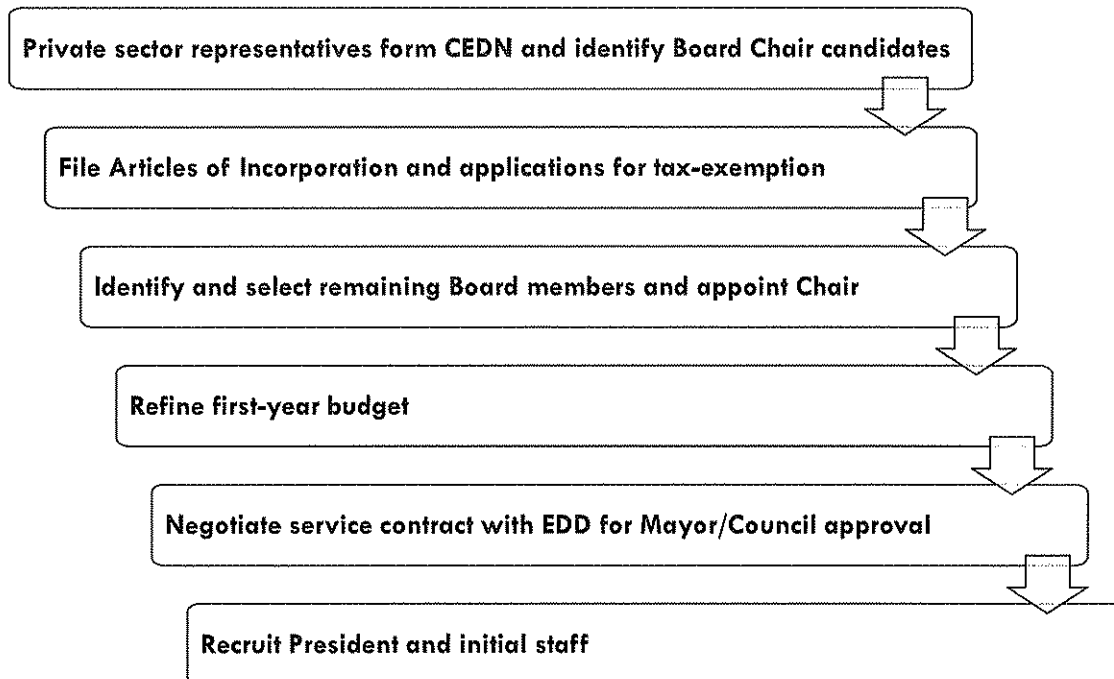 Private sector representatives form CEDN and identify Board Chair candidates
File Articles of Incorporation and applications for tax-exemption
Identify and select remaining Board members and appoint Chair
Refine first-year budget
Negotiate service contract with EDD for Mayor/Council approval
Recruit President and initial staff